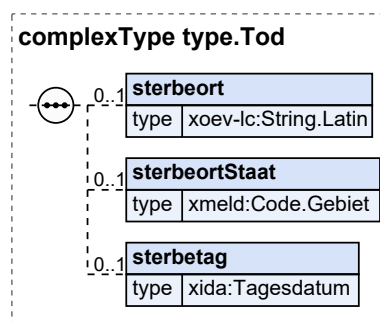 complexType type.Tod
0..1 sterbeort
type xoev-lc:String.Latin
0..1 sterbeortStaat
type xmeld:Code.Gebiet
0..1 sterbetag
type xida:Tagesdatum